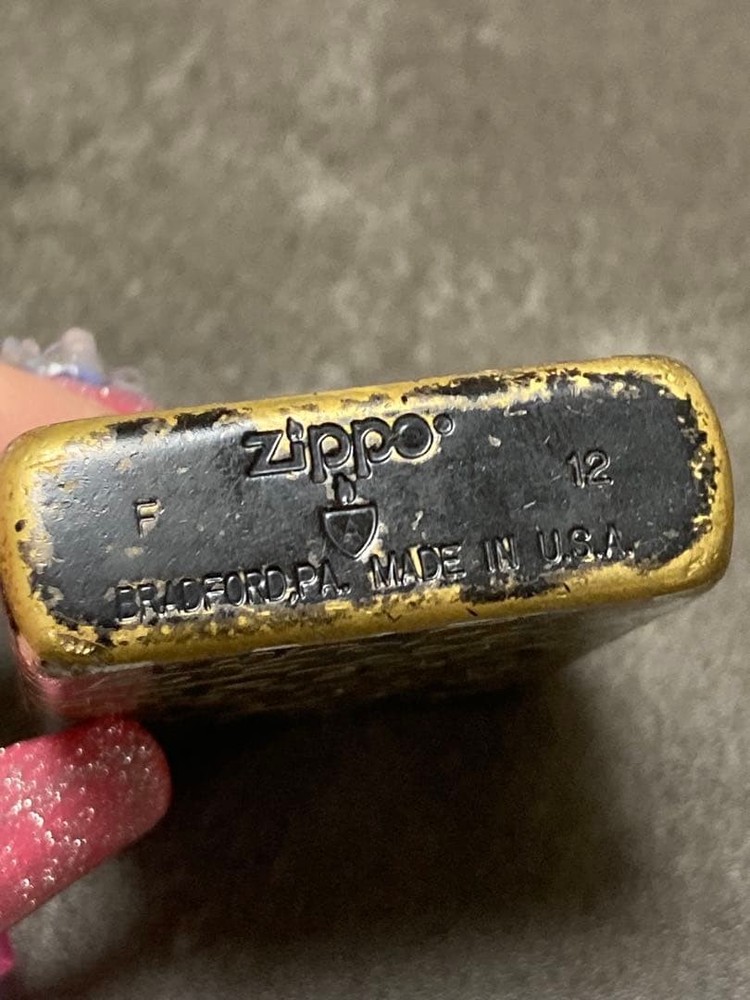 zippo®
F 12
A
BRADFORD,PA. MADE IN U.S.A.